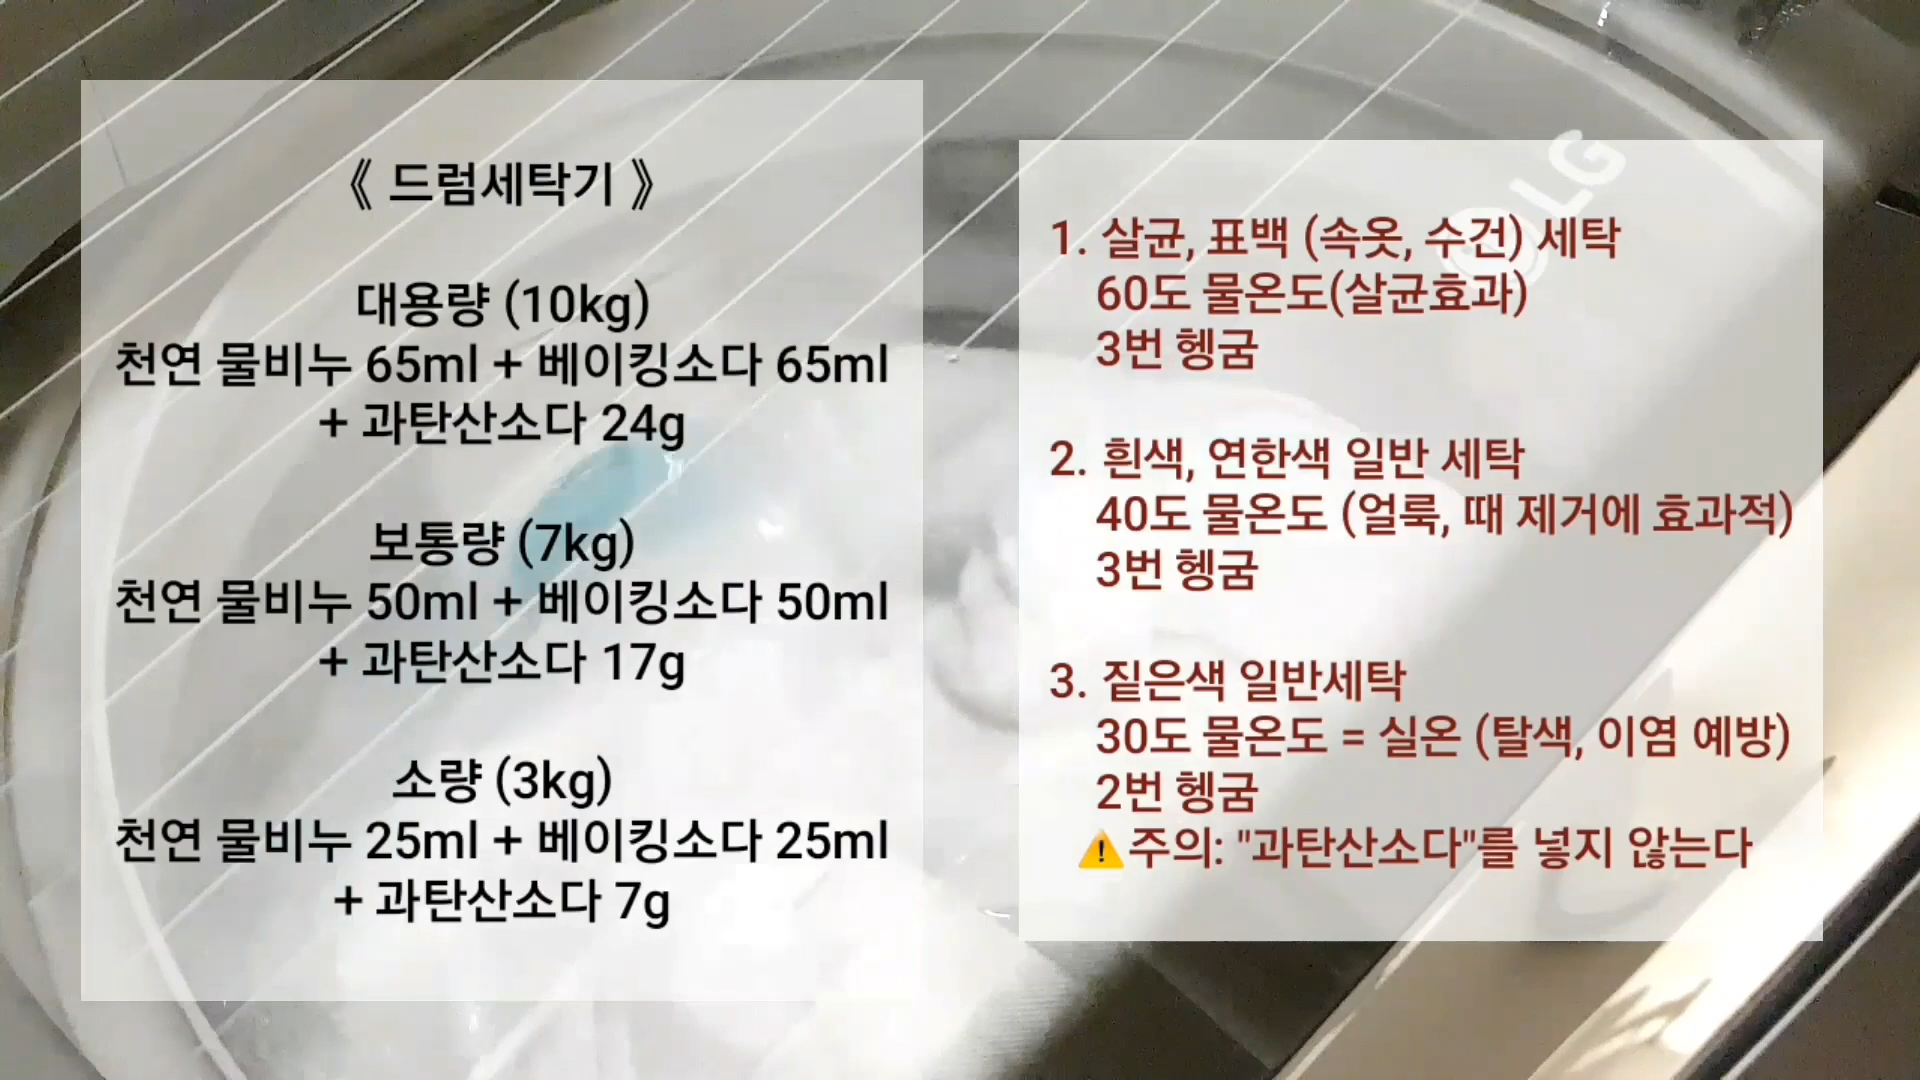 《 드럼세탁기 》
대용량 (10kg)
천연 물비누 65ml + 베이킹소다 65ml
+ 과탄산소다 24g
보통량 (7kg)
천연 물비누 50ml + 베이킹소다 50ml
+ 과탄산소다 17g
소량 (3kg)
천연 물비누 25ml + 베이킹소다 25ml
+ 과탄산소다 7g
LG
1. 살균, 표백 (속옷, 수건) 세탁
60도 물온도(살균효과)
3번 헹굼
2. 흰색, 연한색 일반 세탁
40도 물온도 (얼룩, 때 제거에 효과적)
3번 헹굼
3. 짙은색 일반세탁
30도 물온도 = 실온 (탈색, 이염 예방)
2번 헹굼
⚠️주의: "과탄산소다"를 넣지 않는다